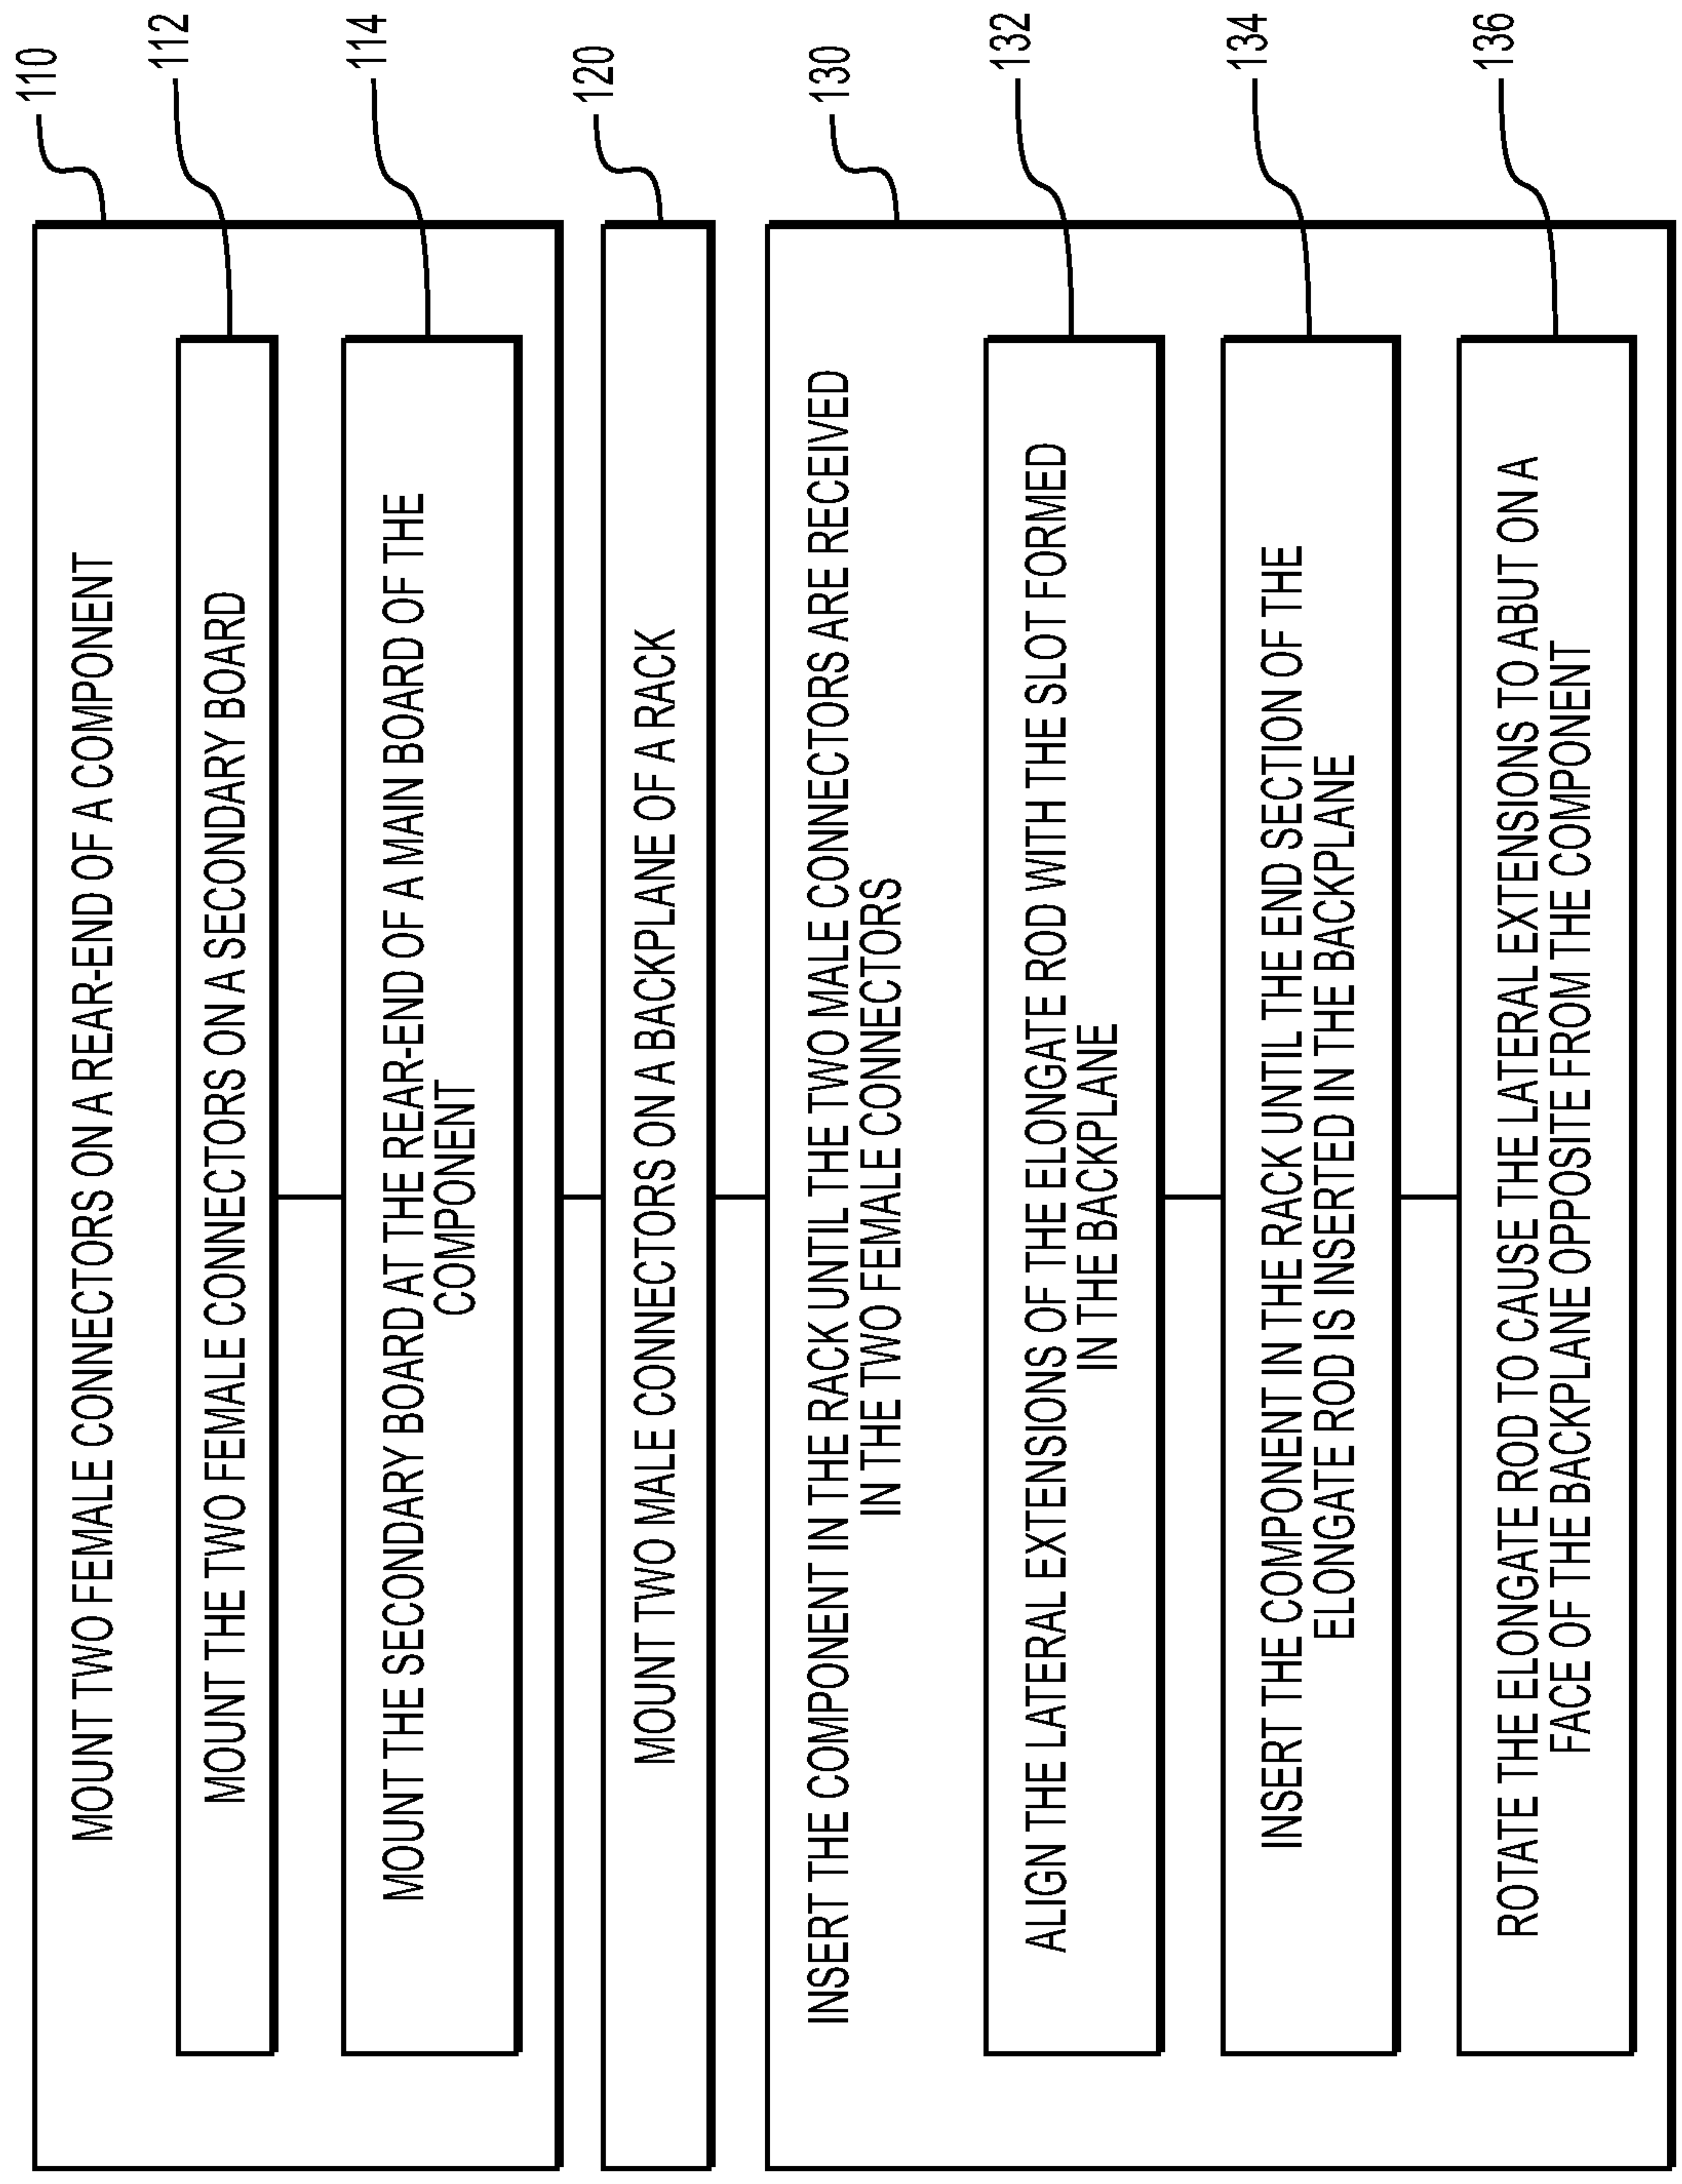 110
MOUNT TWO FEMALE CONNECTORS ON A REAR-END OF A COMPONENT
112
MOUNT THE TWO FEMALE CONNECTORS ON A SECONDARY BOARD
114
MOUNT THE SECONDARY BOARD AT THE REAR-END OF A MAIN BOARD OF THE
COMPONENT
120
MOUNT TWO MALE CONNECTORS ON A BACKPLANE OF A RACK
130
INSERT THE COMPONENT IN THE RACK UNTIL THE TWO MALE CONNECTORS ARE RECEIVED
IN THE TWO FEMALE CONNECTORS
132
ALIGN THE LATERAL EXTENSIONS OF THE ELONGATE ROD WITH THE SLOT FORMED
IN THE BACKPLANE
134
INSERT THE COMPONENT IN THE RACK UNTIL THE END SECTION OF THE
ELONGATE ROD IS INSERTED IN THE BACKPLANE
136
ROTATE THE ELONGATE ROD TO CAUSE THE LATERAL EXTENSIONS TO ABUT ON A
FACE OF THE BACKPLANE OPPOSITE FROM THE COMPONENT